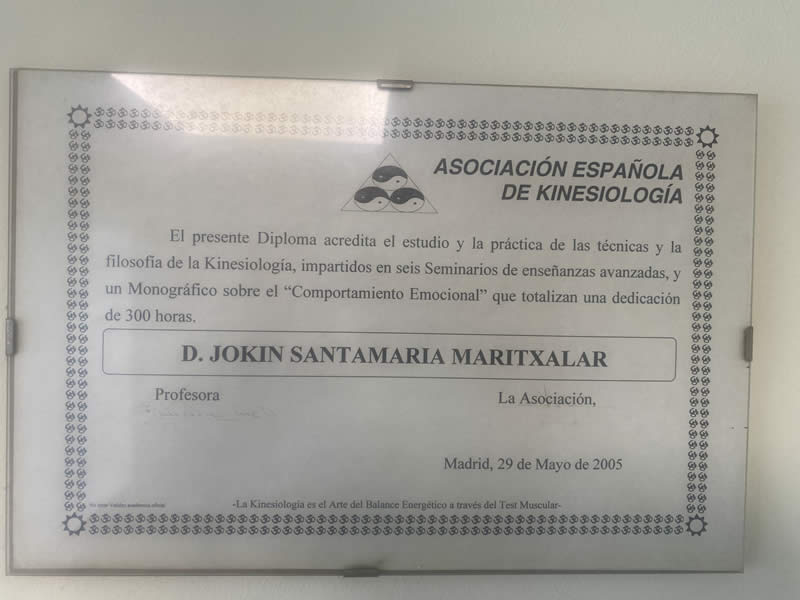 ASOCIACIÓN ESPAÑOLA
DE KINESIOLOGÍA
El presente Diploma acredita el estudio y la práctica de las técnicas y la
filosofía de la Kinesiología, impartidos en seis Seminarios de enseñanzas avanzadas, y
un Monográfico sobre el “Comportamiento Emocional” que totalizan una dedicación
de 300 horas.
D. JOKIN SANTAMARIA MARITXALAR
Profesora
La Asociación,
Madrid, 29 de Mayo de 2005
-La Kinesiología es el Arte del Balance Energético a través del Test Muscular-